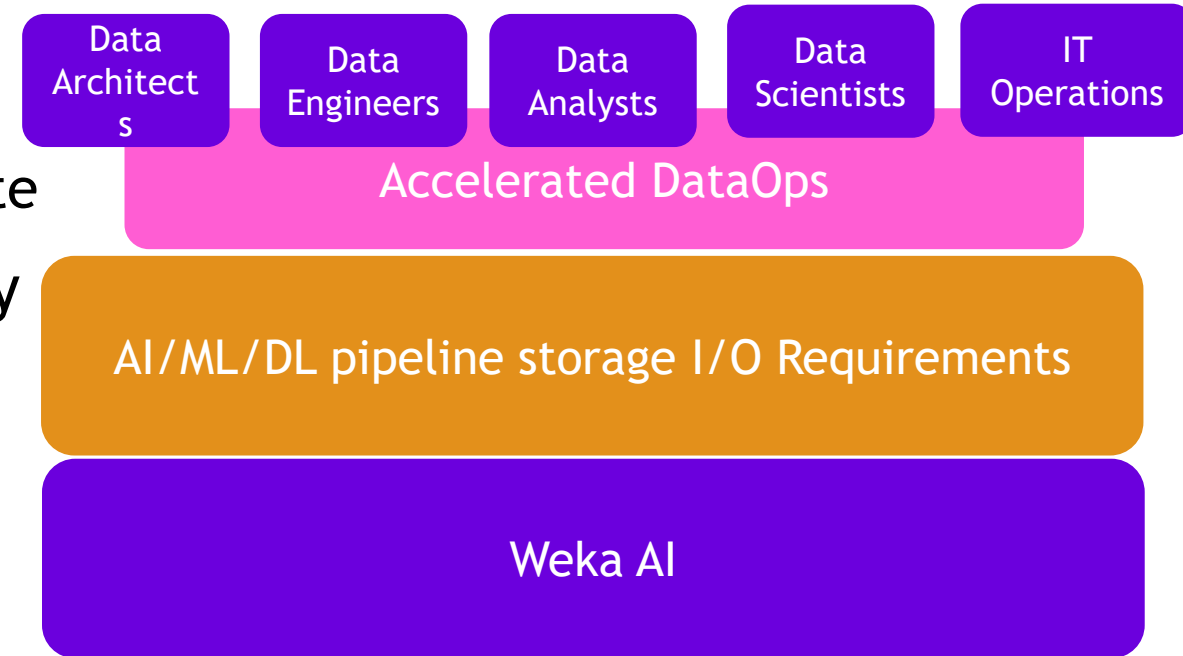 Data
Architect
s
Data
Engineers
Data
Analysts
Data
Scientists
IT
Operations
Accelerated DataOps
AI/ML/DL pipeline storage I/O Requirements
Weka AI